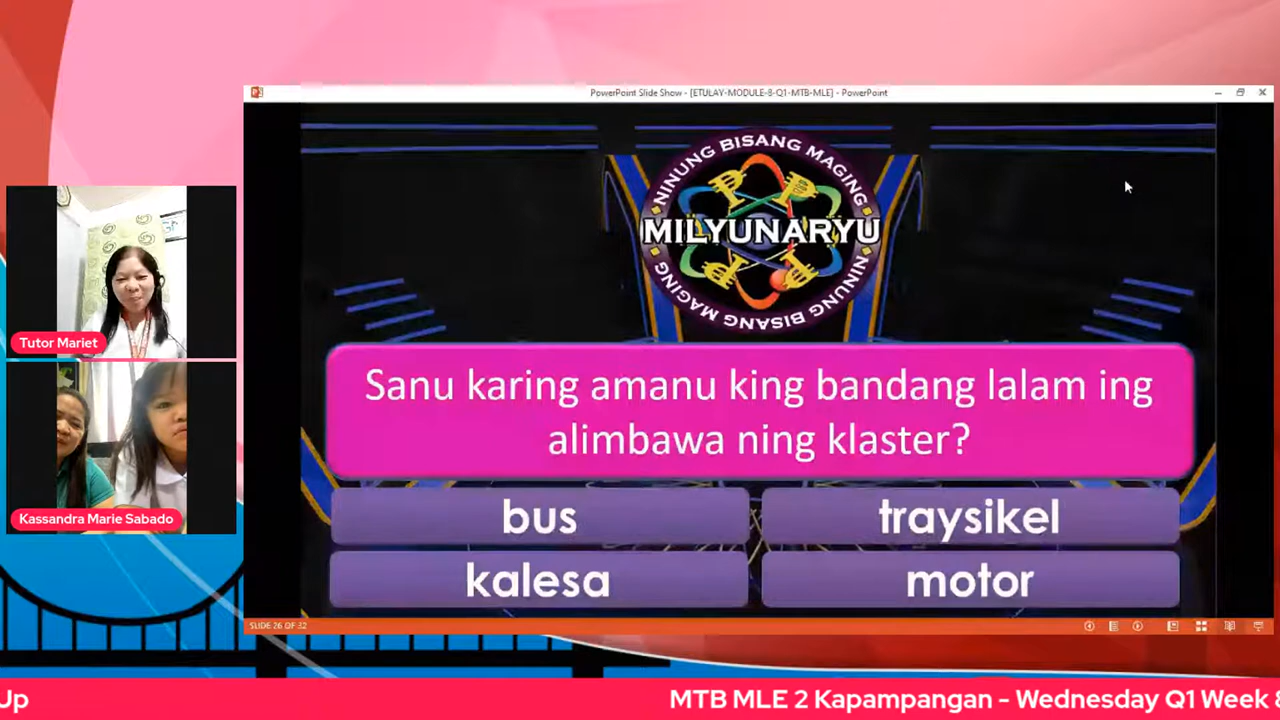 PowerPoint Slide Show - [ETULAY-MODULE-8-Q1-MTB-MLE] - PowerPoint
NINUNG BISANG MAGING
MILYUNARYU
NINUNG BISANG MAGING
Sanu karing amanu king bandang lalam ing
alimbawa ning klaster?
bus
traysikel
kalesa
motor
SLIDE 26 OF 32
Tutor Mariet
Kassandra Marie Sabado
Up
MTB MLE 2 Kapampangan - Wednesday Q1 Week 8